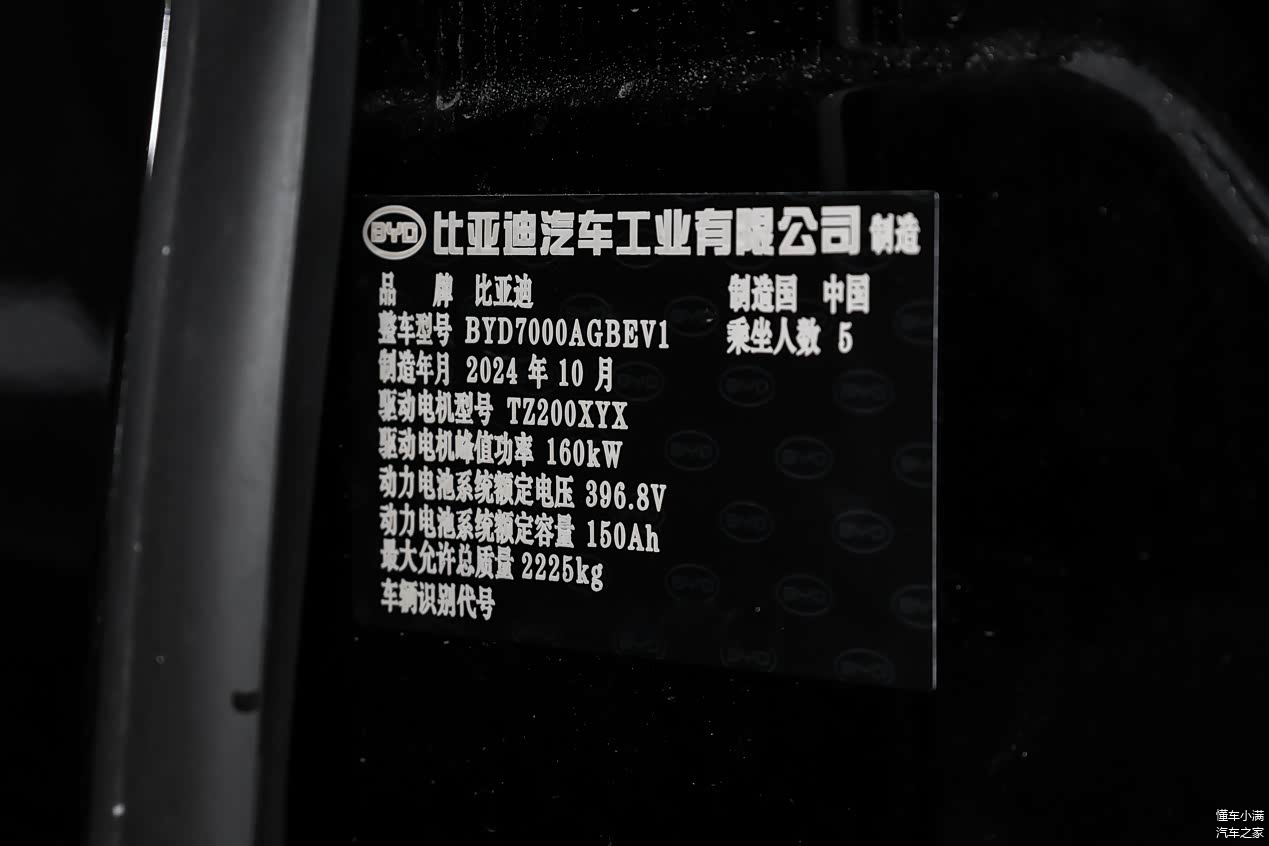 BYD 比亚迪汽车工业有限公司 制造
品 牌 比亚迪 制造国 中国
整车型号 BYD7000AGBEV1 乘坐人数 5
制造年月 2024 年 10 月
驱动电机型号 TZ200XYX
驱动电机峰值功率 160kW
动力电池系统额定电压 396.8V
动力电池系统额定容量 150Ah
最大允许总质量 2225kg
车辆识别代号
懂车小满
汽车之家